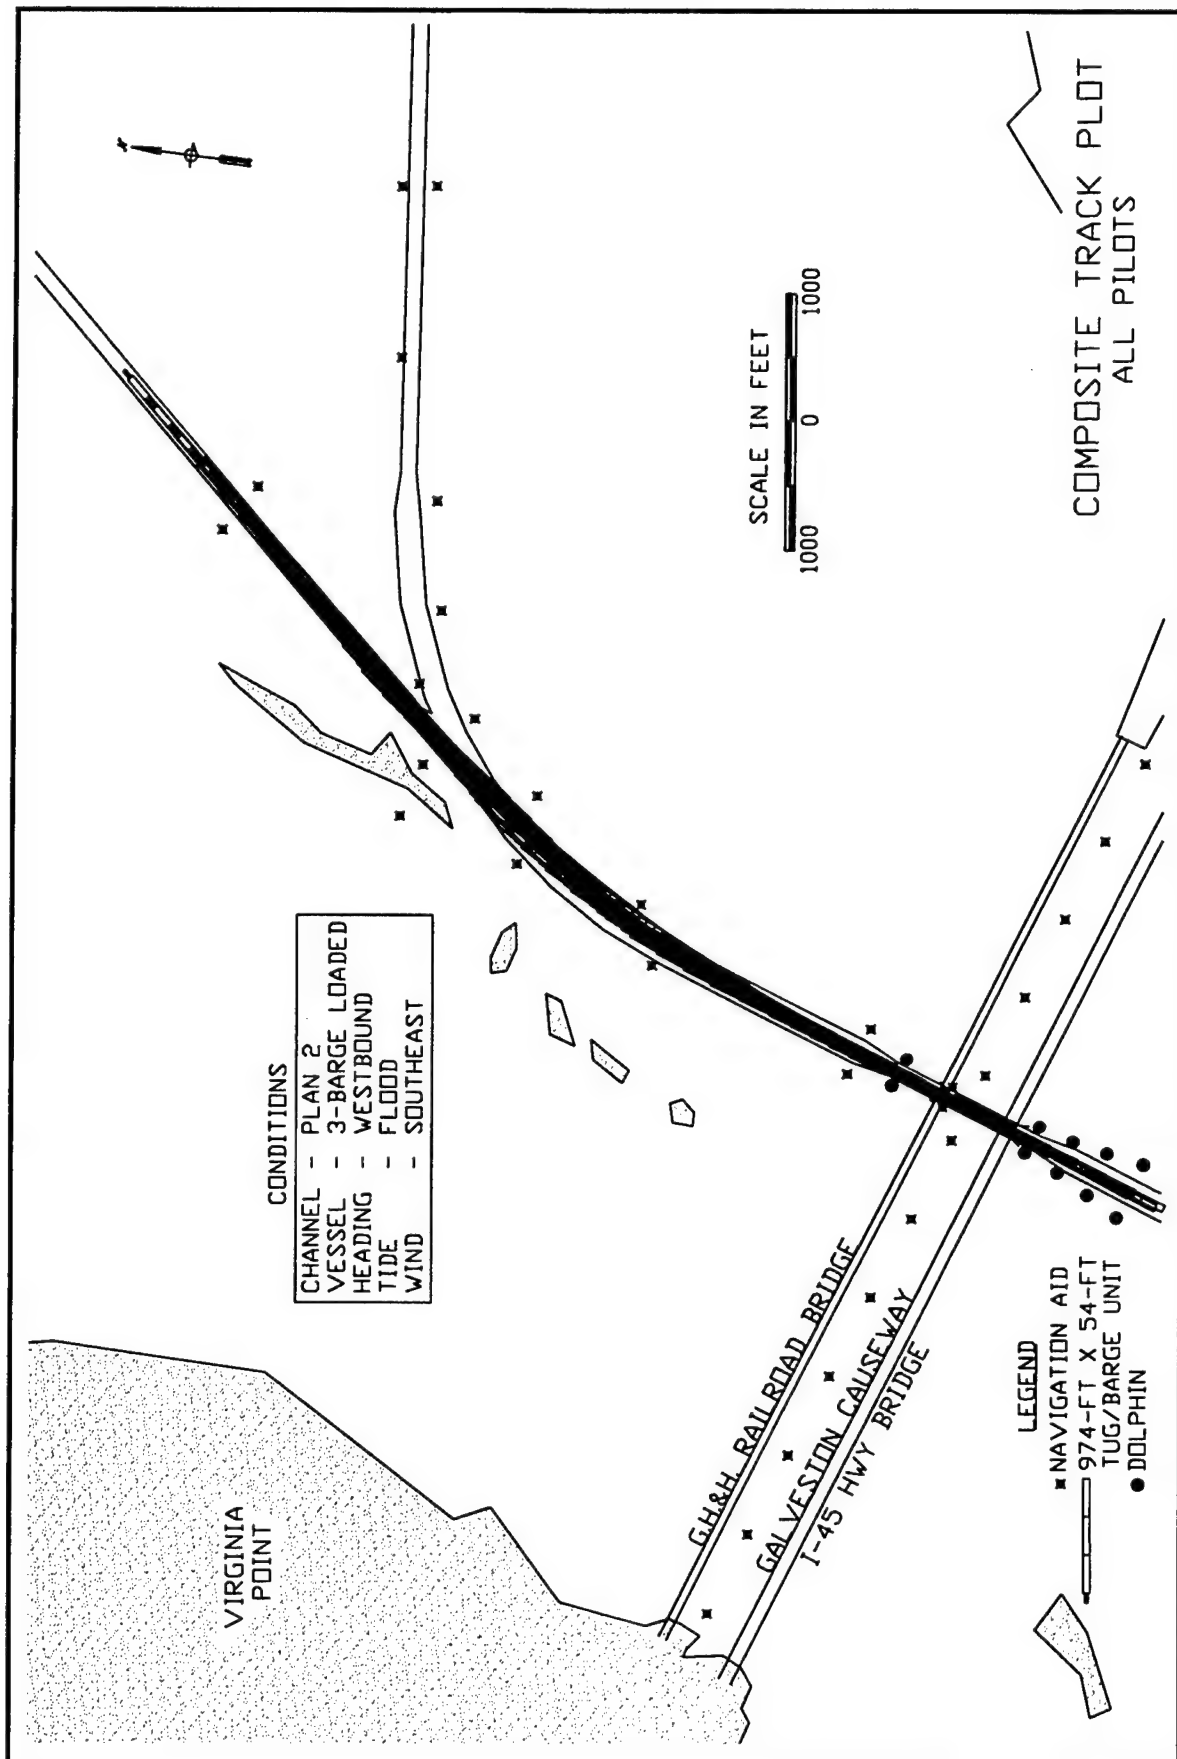 N
VIRGINIA
POINT
CONDITIONS
CHANNEL - PLAN 2
VESSEL - 3-BARGE LOADED
HEADING - WESTBOUND
TIDE - FLOOD
WIND - SOUTHEAST
G.H.&H. RAILROAD BRIDGE
GALVESTON CAUSEWAY
I-45 HWY BRIDGE
SCALE IN FEET
1000 0 1000
LEGEND
NAVIGATION AID
974-FT X 54-FT
TUG/BARGE UNIT
DOLPHIN
COMPOSITE TRACK PLOT
ALL PILOTS